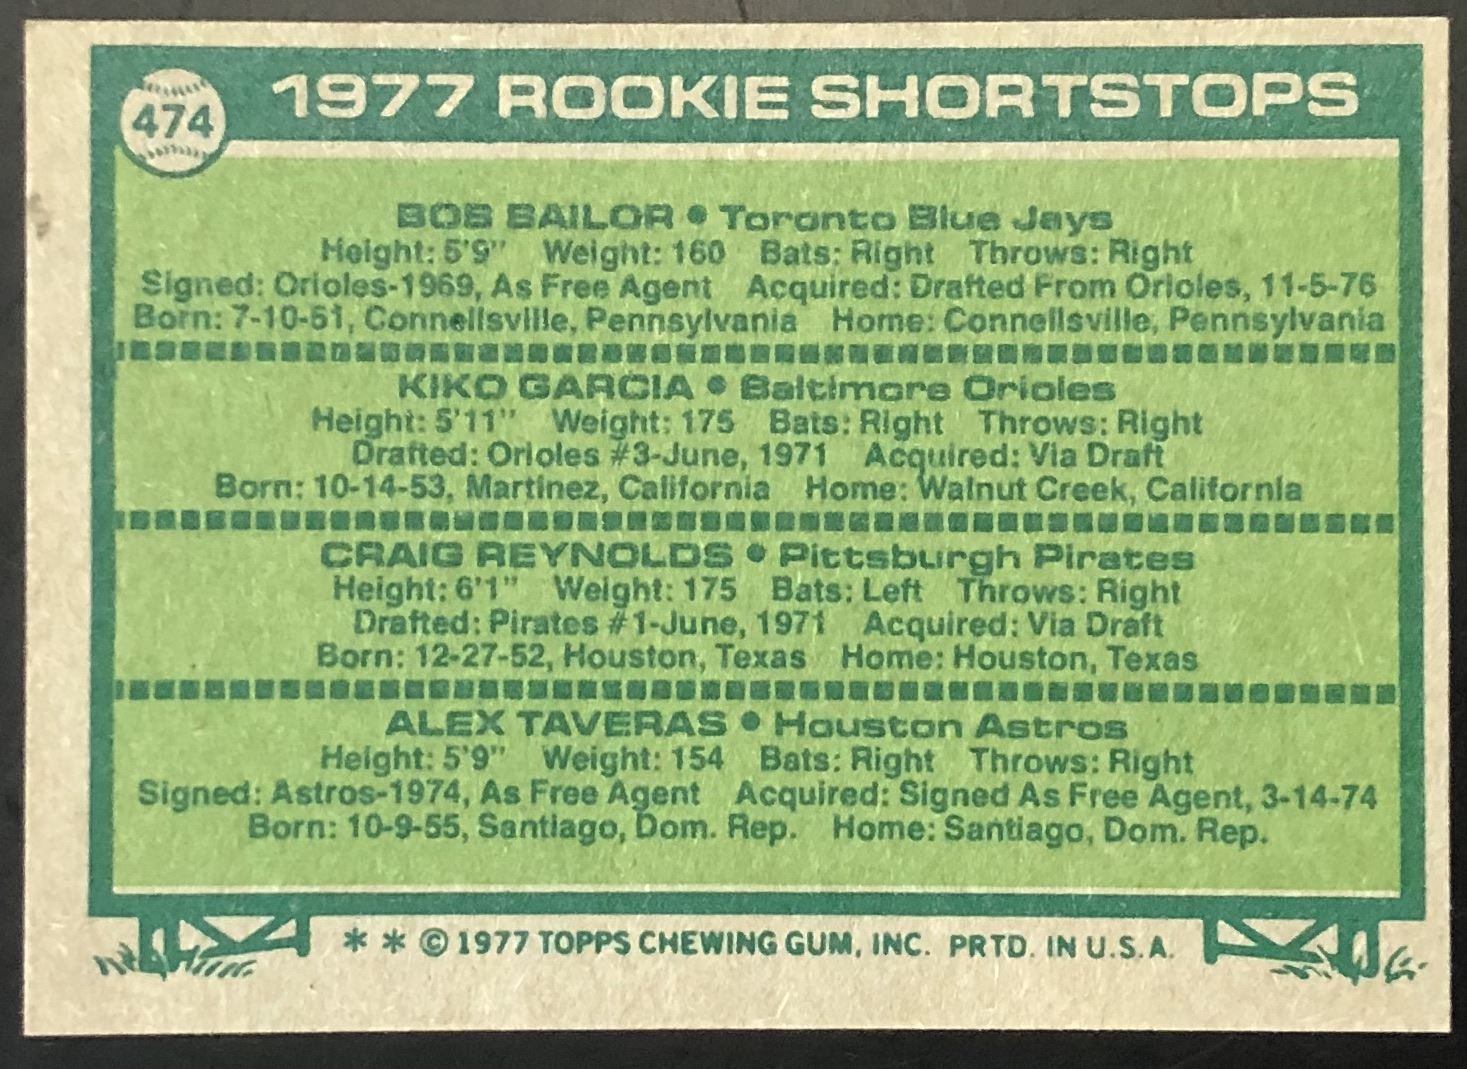 474
1977 ROOKIE SHORTSTOPS
BOB BAILOR • Toronto Blue Jays
Height: 5'9" Weight: 160 Bats: Right Throws: Right
Signed: Orioles-1969, As Free Agent Acquired: Drafted From Orioles, 11-5-76
Born: 7-10-51, Connellsville, Pennsylvania Home: Connellsville, Pennsylvania
KIKO GARCIA • Baltimore Orioles
Height: 5'11" Weight: 175 Bats: Right Throws: Right
Drafted: Orioles #3-June, 1971 Acquired: Via Draft
Born: 10-14-53, Martinez, California Home: Walnut Creek, California
CRAIG REYNOLDS • Pittsburgh Pirates
Height: 6'1" Weight: 175 Bats: Left Throws: Right
Drafted: Pirates #1-June, 1971 Acquired: Via Draft
Born: 12-27-52, Houston, Texas Home: Houston, Texas
ALEX TAVERAS • Houston Astros
Height: 5'9" Weight: 154 Bats: Right Throws: Right
Signed: Astros-1974, As Free Agent Acquired: Signed As Free Agent, 3-14-74
Born: 10-9-55, Santiago, Dom. Rep. Home: Santiago, Dom. Rep.
* * © 1977 TOPPS CHEWING GUM, INC. PRTD. IN U.S.A.